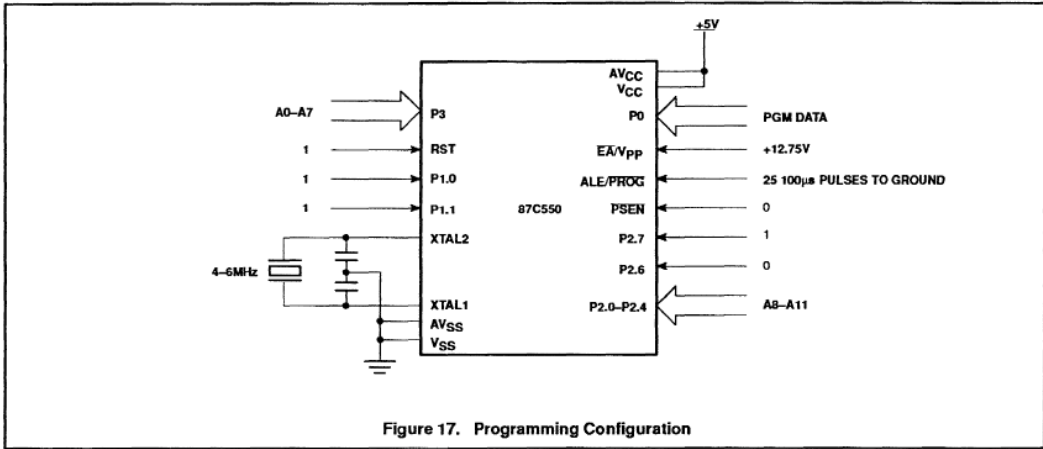 +5V
AVCC
VCC
A0–A7
P3
P0
PGM DATA
1
RST
EA/VPP
+12.75V
1
P1.0
ALE/PROG
25 100µs PULSES TO GROUND
1
P1.1
87C550
PSEN
0
XTAL2
P2.7
1
4–6MHz
P2.6
0
XTAL1
P2.0–P2.4
A8–A11
AVSS
VSS
Figure 17. Programming Configuration